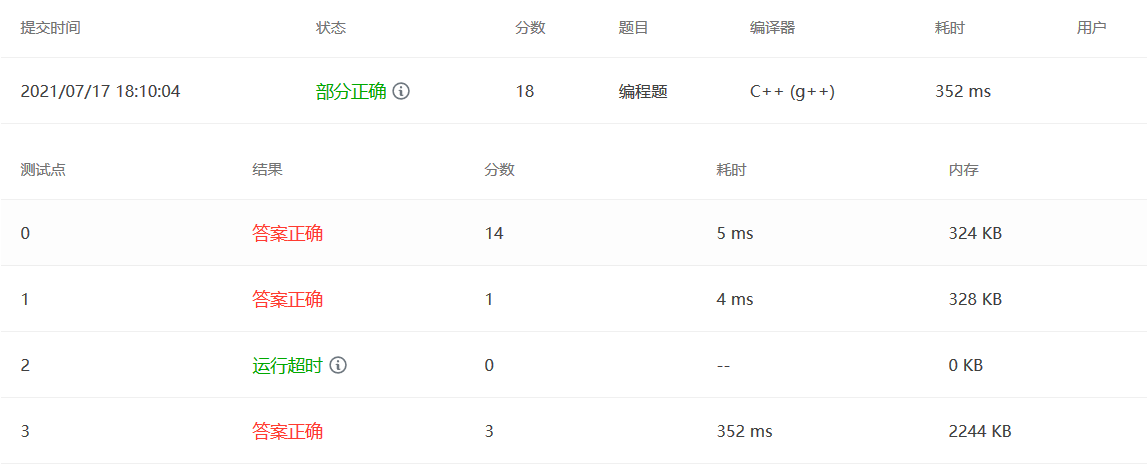 提交时间 状态 分数 题目 编译器 耗时 用户
2021/07/17 18:10:04 部分正确 18 编程题 C++ (g++) 352 ms
测试点 结果 分数 耗时 内存
0 答案正确 14 5 ms 324 KB
1 答案正确 1 4 ms 328 KB
2 运行超时 0 -- 0 KB
3 答案正确 3 352 ms 2244 KB